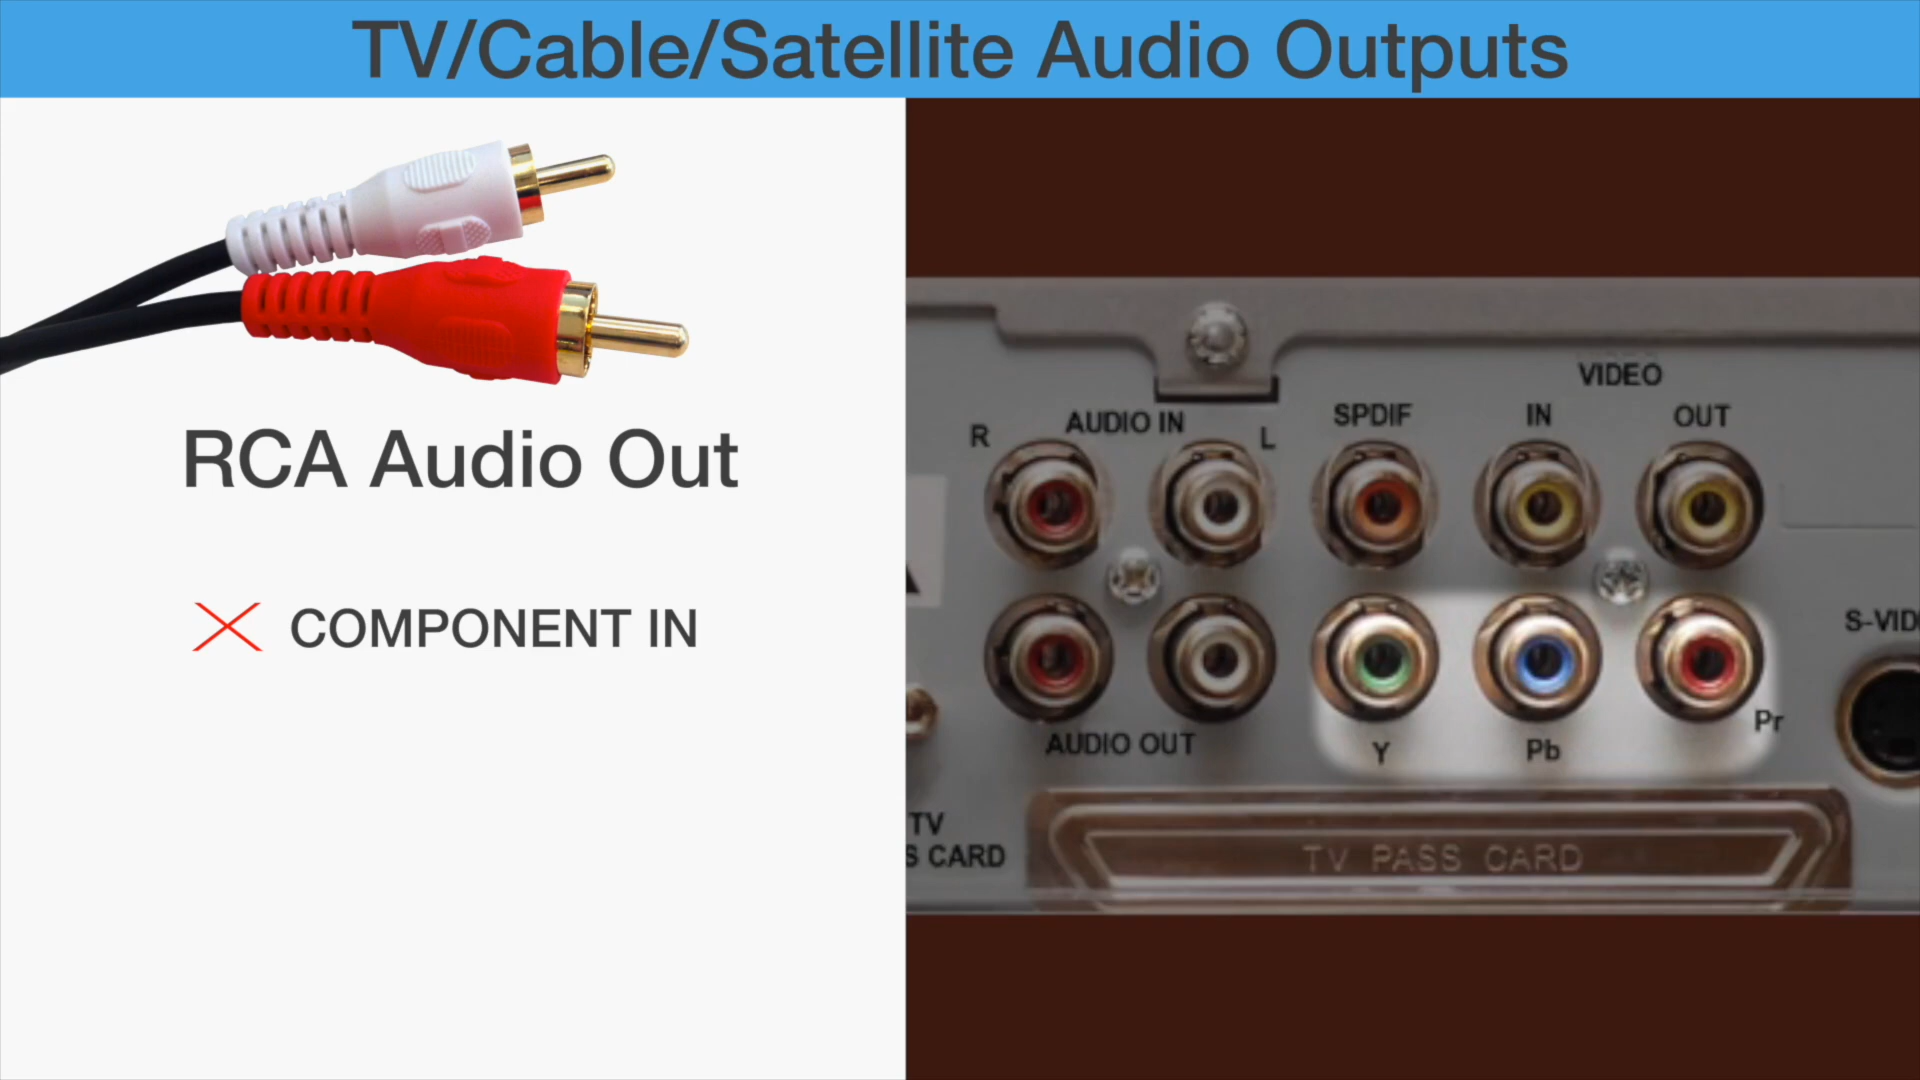 TV/Cable/Satellite Audio Outputs
RCA Audio Out
COMPONENT IN
VIDEO
R
AUDIO IN
L
SPDIF
IN
OUT
S-VID
AUDIO OUT
Y
Pb
Pr
TV
S CARD
TV PASS CARD